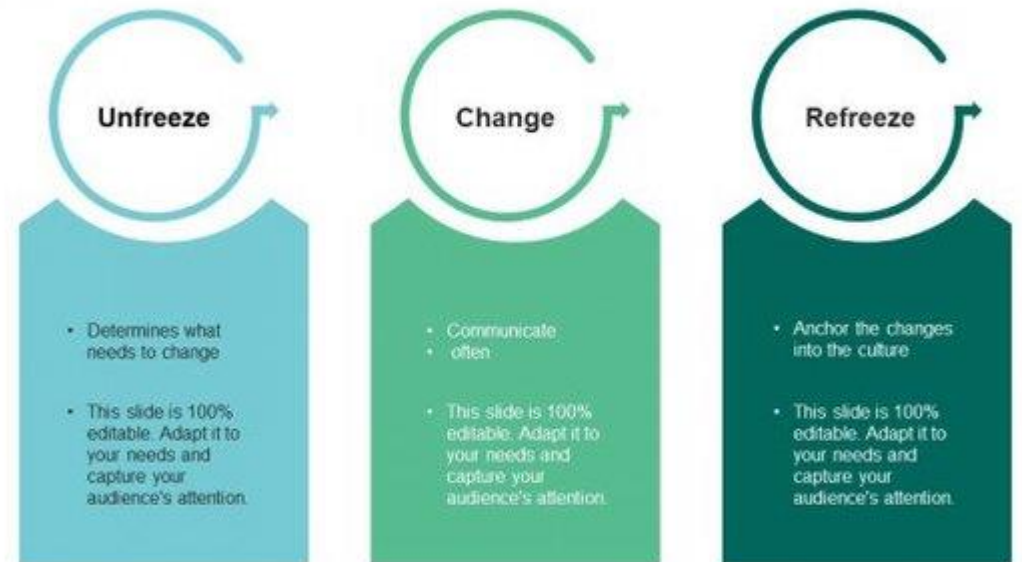 Unfreeze
• Determines what
needs to change
• This slide is 100%
editable. Adapt it to
your needs and
capture your
audience's attention.
Change
• Communicate
• often
• This slide is 100%
editable. Adapt it to
your needs and
capture your
audience's attention.
Refreeze
• Anchor the changes
into the culture
• This slide is 100%
editable. Adapt it to
your needs and
capture your
audience's attention.